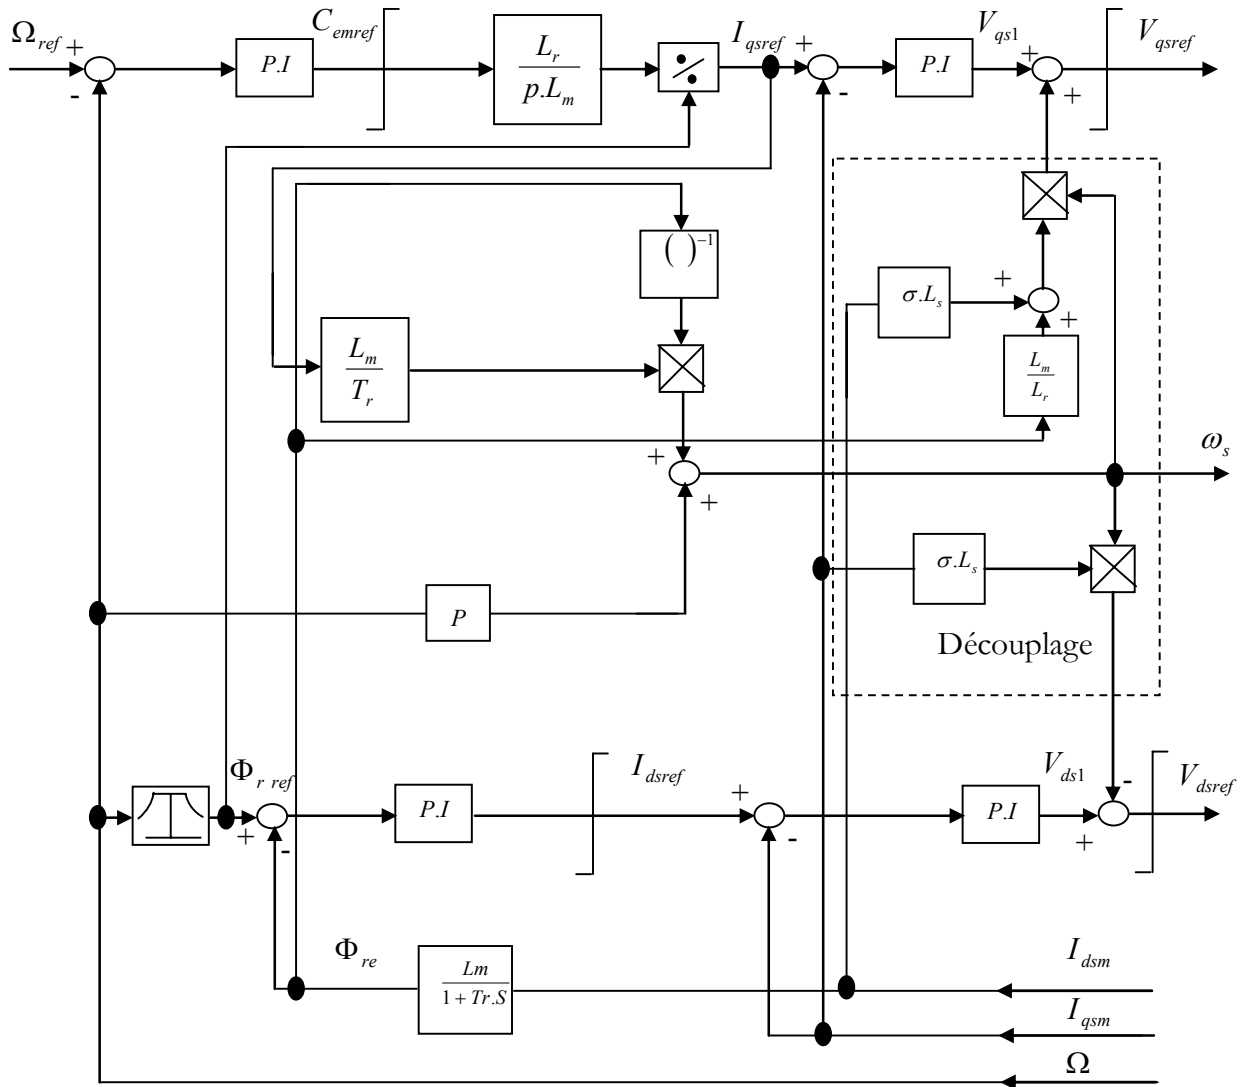 Ω_ref + - P.I C_emref L_r / p.L_m I_qsref + - P.I V_qs1 + + V_qsref
( )^{-1}
σ.L_s + +
L_m / T_r
L_m / L_r
+ + ω_s
σ.L_s
P
Découplage
Φ_{r ref} + - P.I I_dsref + - P.I V_ds1 + - V_dsref
Φ_re Lm / 1 + Tr.S I_dsm
I_qsm
Ω